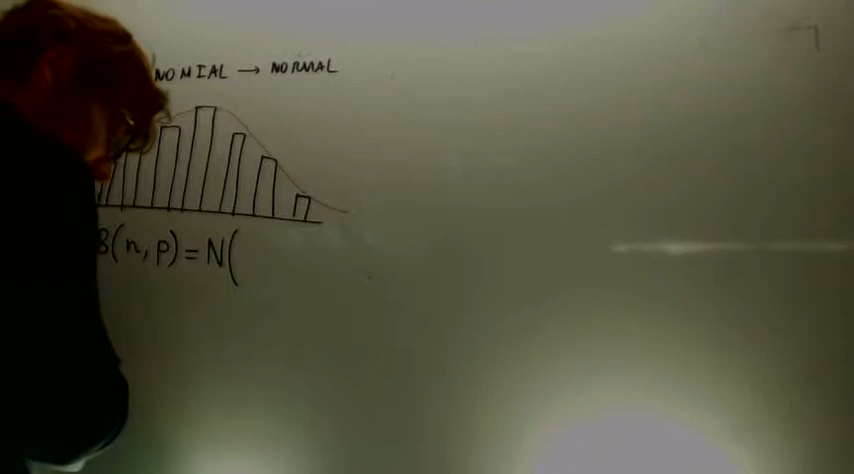 NOMIAL → NORMAL
B(n,p) = N(